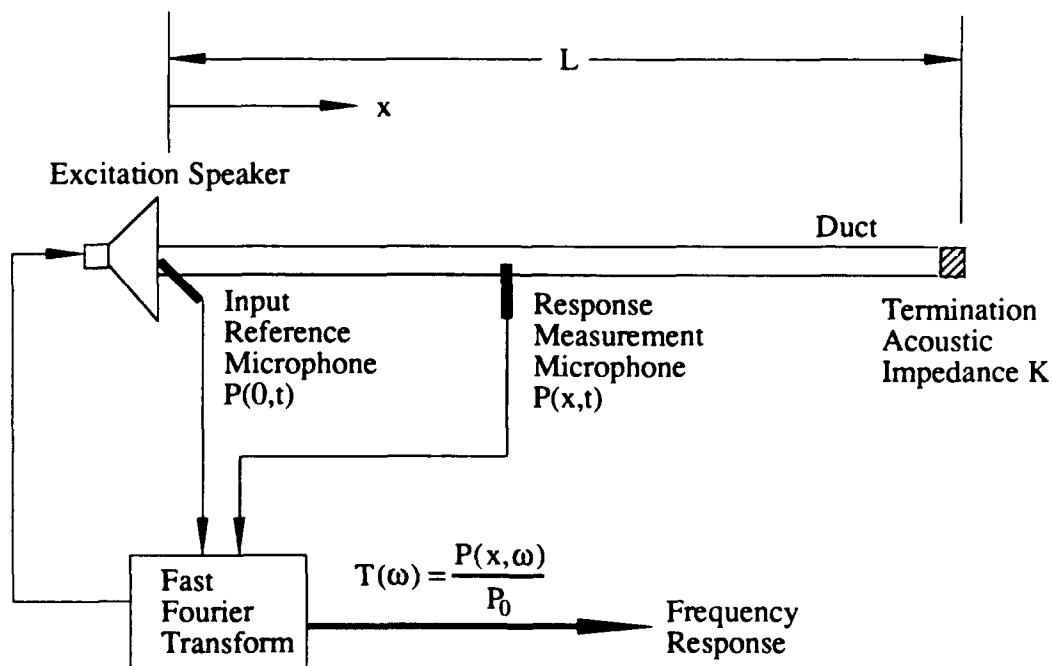 L
x
Excitation Speaker
Duct
Input
Reference
Microphone
P(0,t)
Response
Measurement
Microphone
P(x,t)
Termination
Acoustic
Impedance K
Fast
Fourier
Transform
T(ω) = P(x,ω)
P₀
Frequency
Response